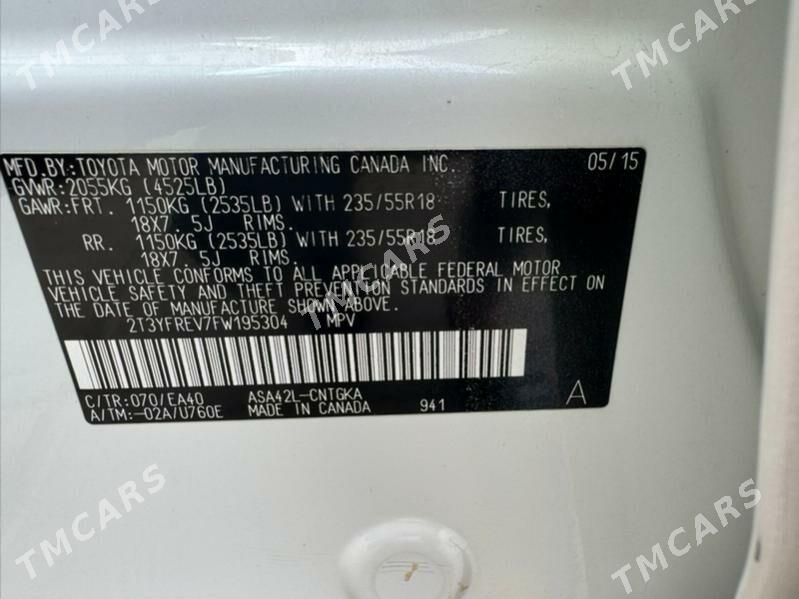 MFD.BY:TOYOTA MOTOR MANUFACTURING CANADA INC. 05/15
GVWR:2055KG (4525LB)
GAWR:FRT. 1150KG (2535LB) WITH 235/55R18 TIRES,
18X7. 5J RIMS.
RR. 1150KG (2535LB) WITH 235/55R18 TIRES,
18X7. 5J RIMS.
THIS VEHICLE CONFORMS TO ALL APPLICABLE FEDERAL MOTOR
VEHICLE SAFETY AND THEFT PREVENTION STANDARDS IN EFFECT ON
THE DATE OF MANUFACTURE SHOWN ABOVE.
2T3YFREV7FW195304 MPV
C/TR:070/EA40 ASA42L-CNTGKA
A/TM:-02A/U760E MADE IN CANADA 941 A
TMCARS
TMCARS
TMCARS
TMCARS
TMCARS